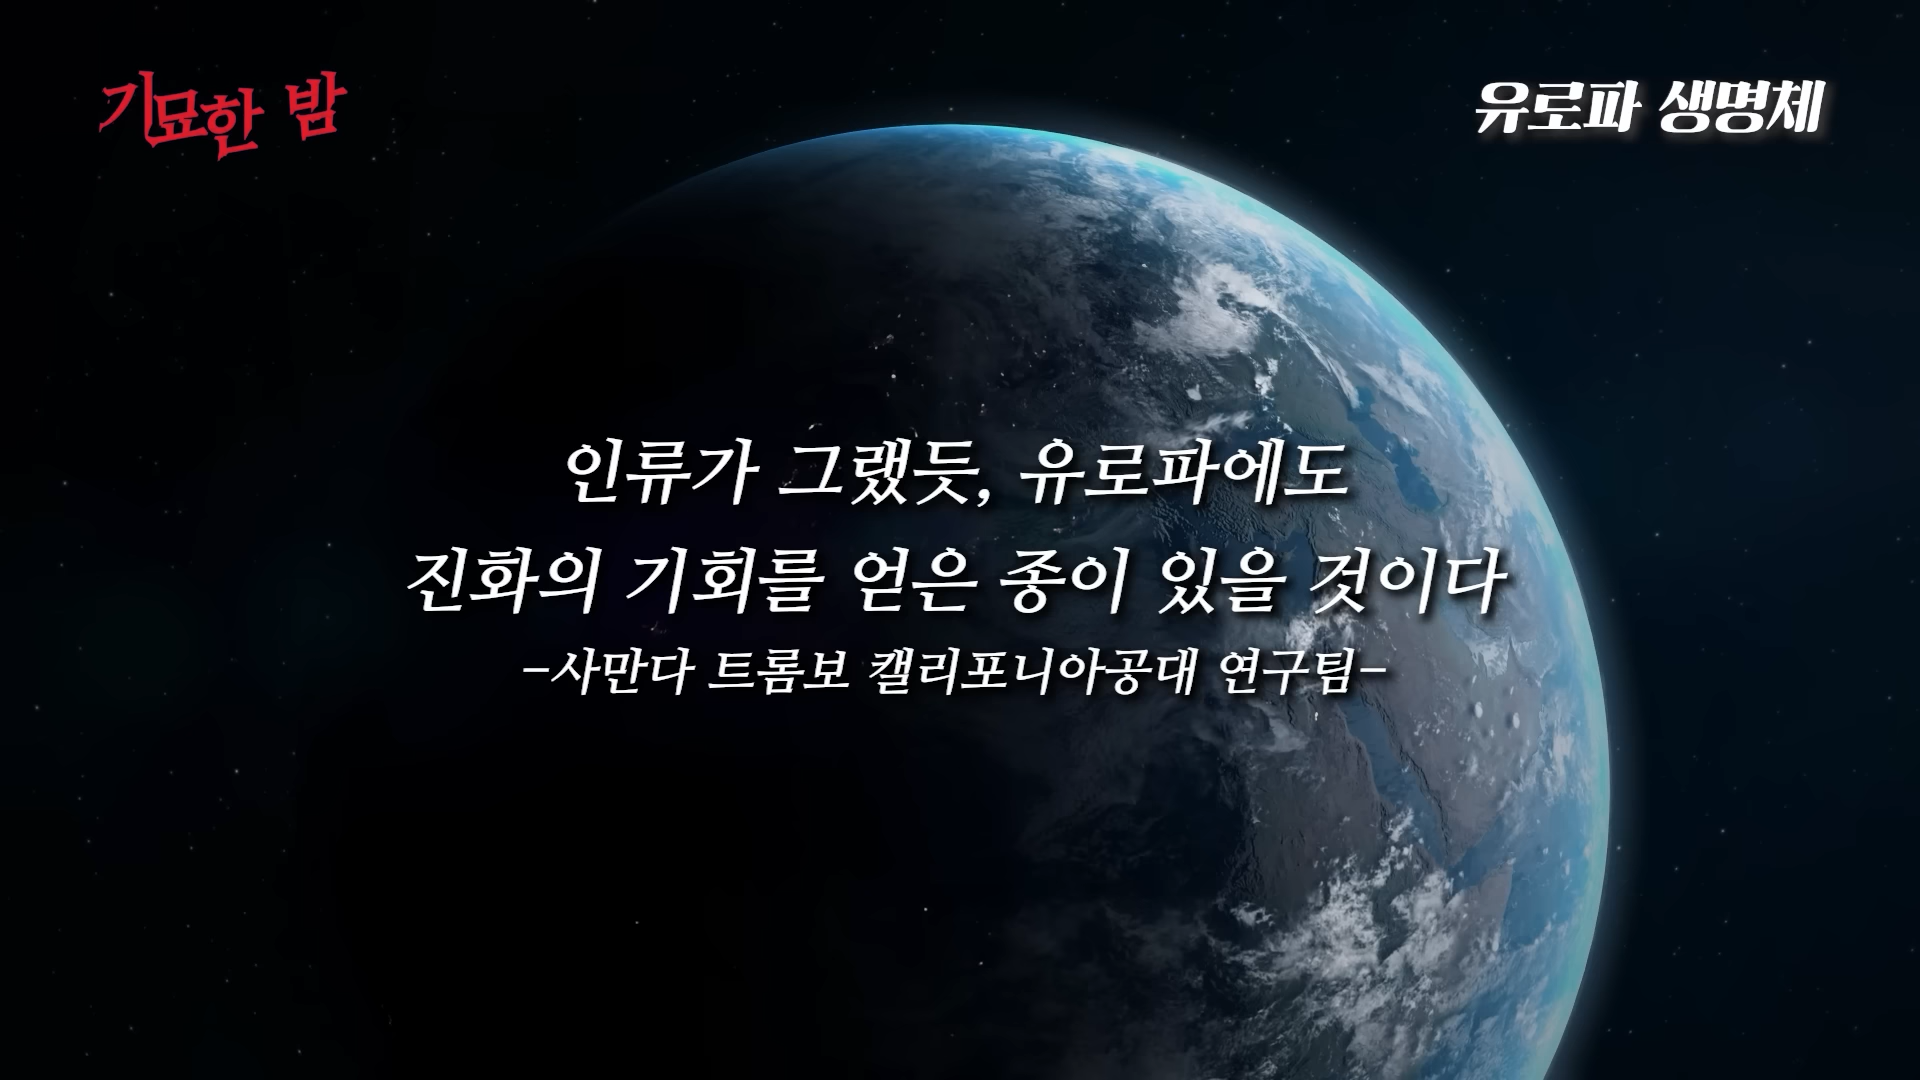 기묘한 밤
유로파 생명체
인류가 그랬듯, 유로파에도
진화의 기회를 얻은 종이 있을 것이다
-사만다 트롬보 캘리포니아공대 연구팀-